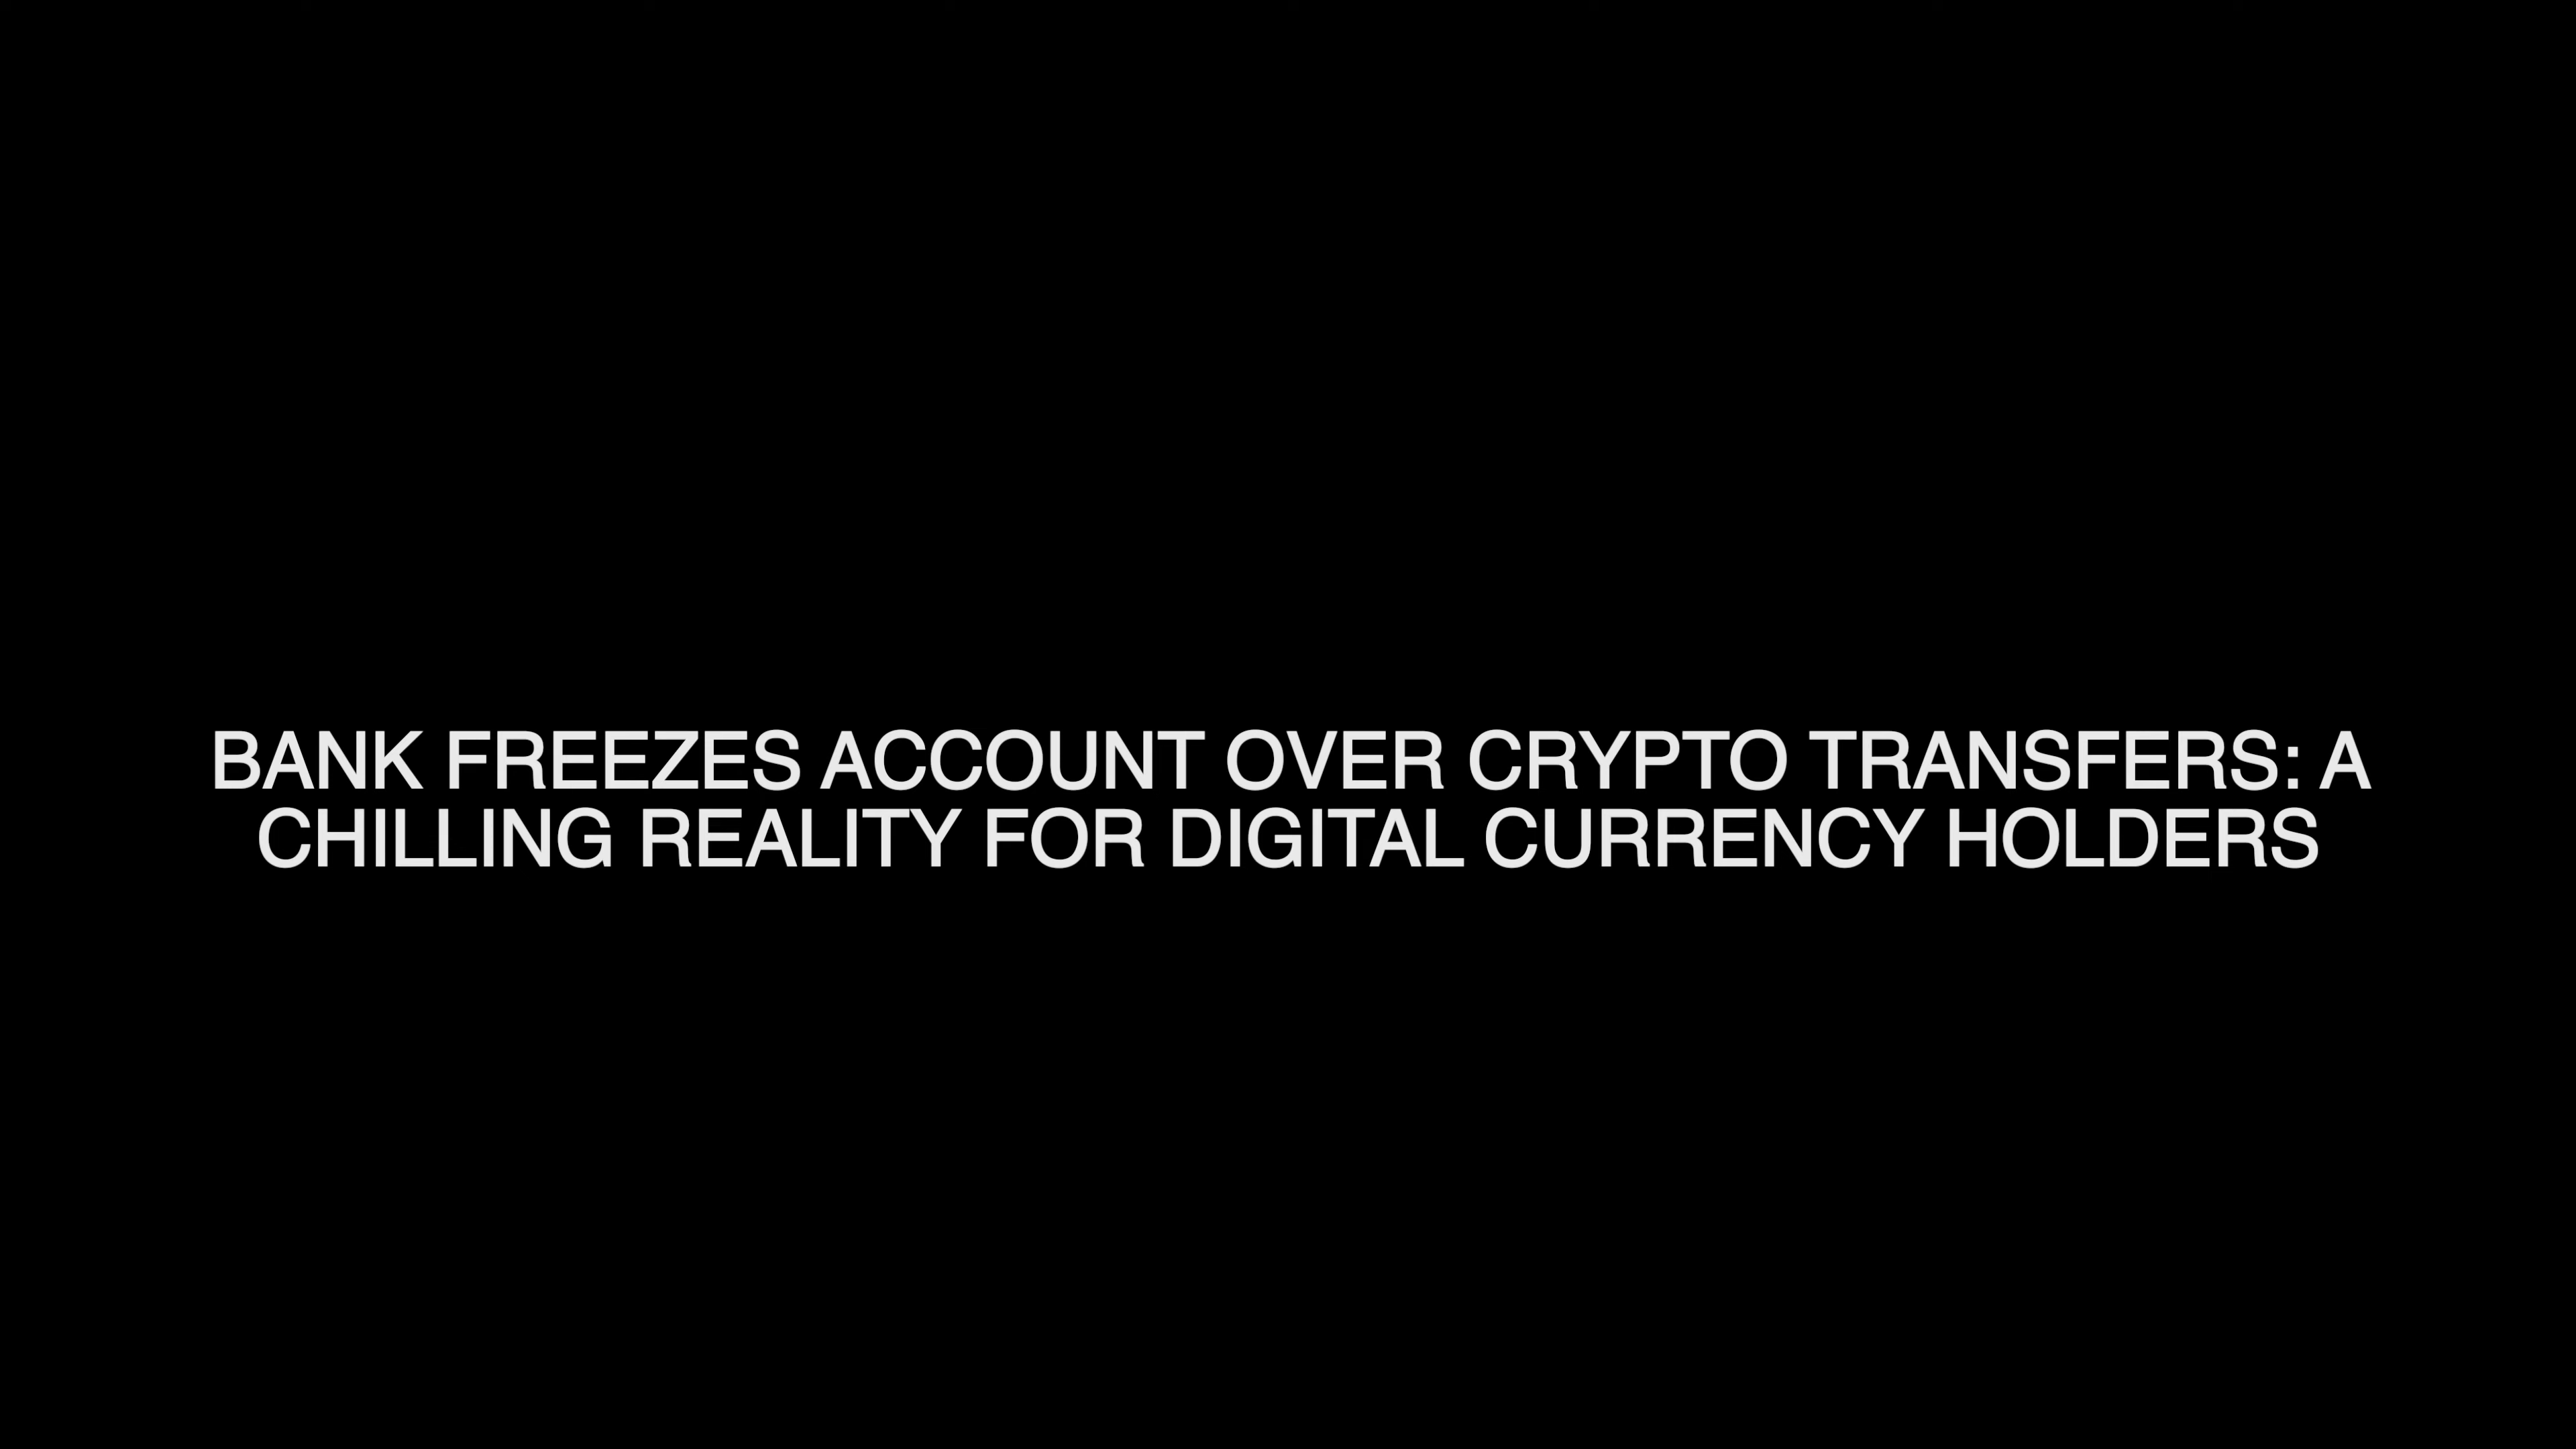 BANK FREEZES ACCOUNT OVER CRYPTO TRANSFERS: A
CHILLING REALITY FOR DIGITAL CURRENCY HOLDERS